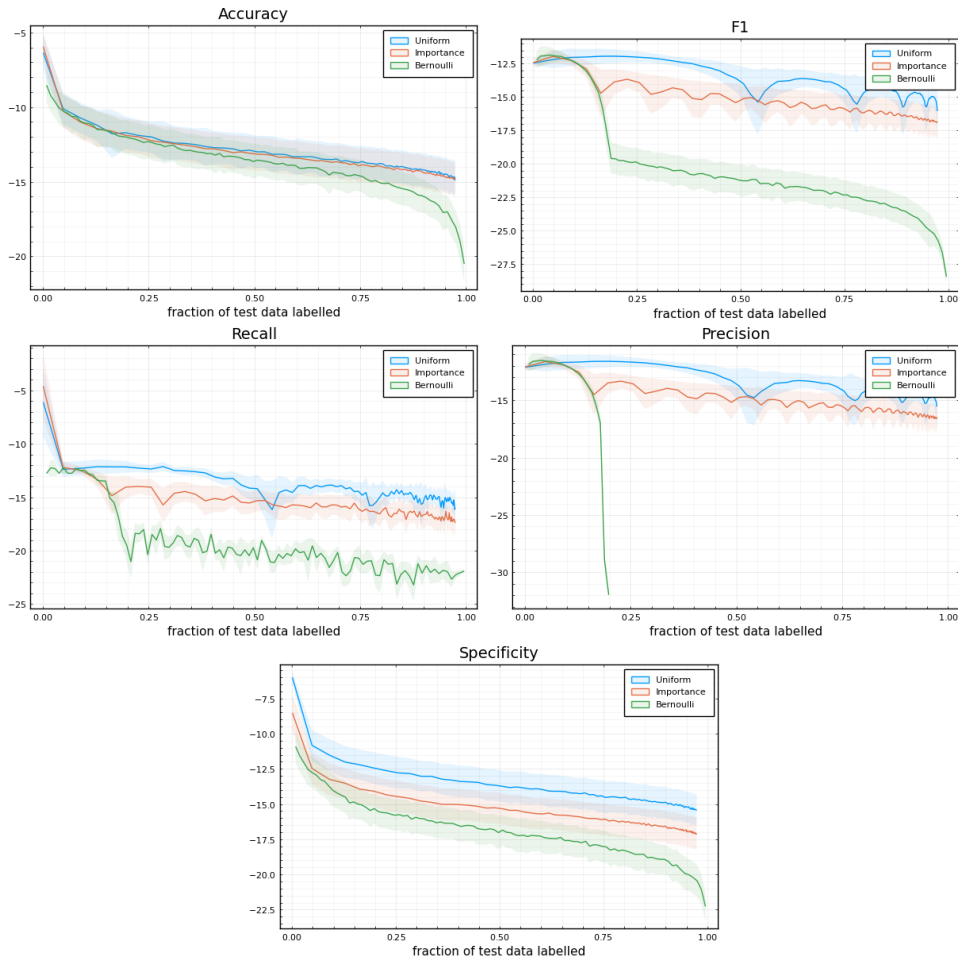 Accuracy
−5
−10
−15
−20
0.00
0.25
0.50
0.75
1.00
fraction of test data labelled
Uniform
Importance
Bernoulli
F1
−12.5
−15.0
−17.5
−20.0
−22.5
−25.0
−27.5
0.00
0.25
0.50
0.75
1.00
fraction of test data labelled
Uniform
Importance
Bernoulli
Recall
−5
−10
−15
−20
−25
0.00
0.25
0.50
0.75
1.00
fraction of test data labelled
Uniform
Importance
Bernoulli
Precision
−15
−20
−25
−30
0.00
0.25
0.50
0.75
1.00
fraction of test data labelled
Uniform
Importance
Bernoulli
Specificity
−7.5
−10.0
−12.5
−15.0
−17.5
−20.0
−22.5
0.00
0.25
0.50
0.75
1.00
fraction of test data labelled
Uniform
Importance
Bernoulli